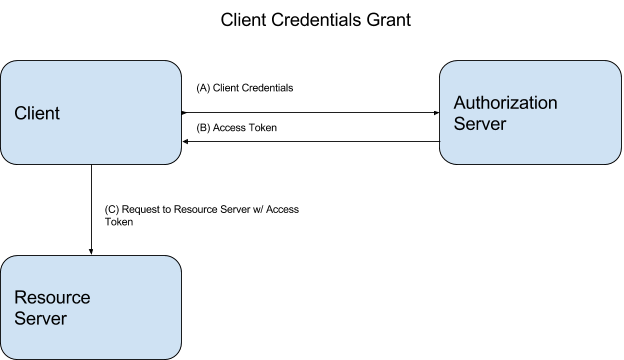 Client Credentials Grant
(A) Client Credentials
Client
Authorization
Server
(B) Access Token
(C) Request to Resource Server w/ Access
Token
Resource
Server